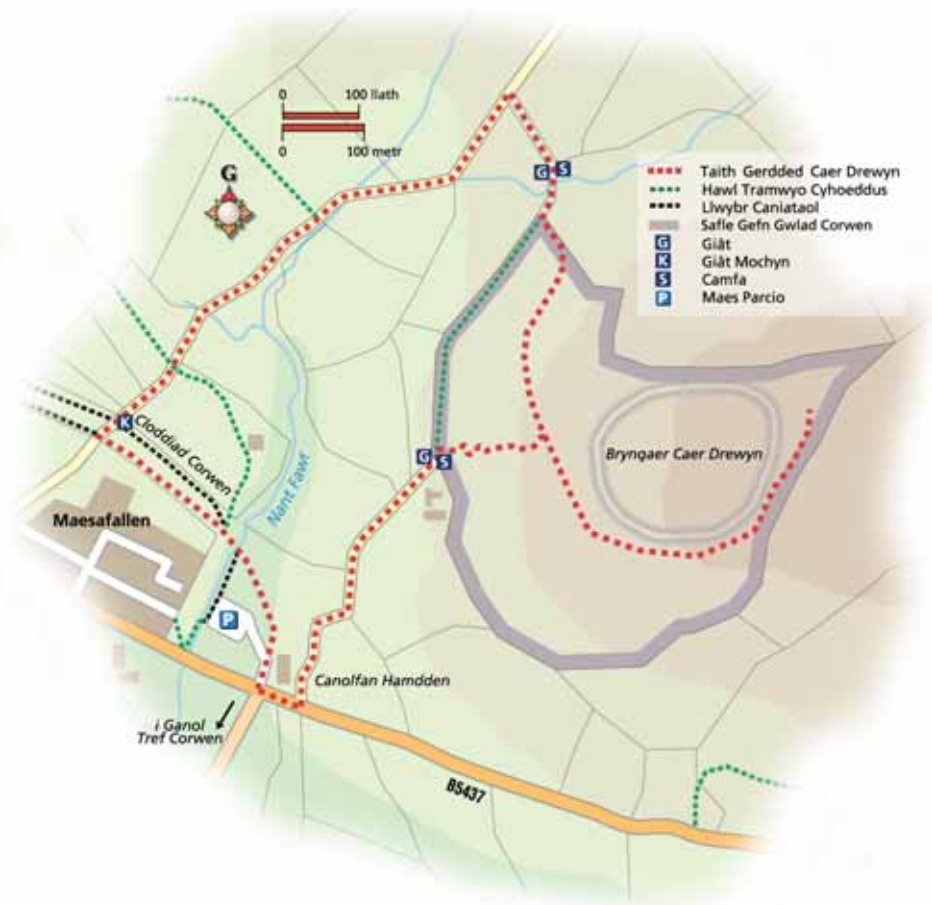 0 100 llath
0 100 metr
G
G S
Taith Gerdded Caer Drewyn
Hawl Tramwyo Cyhoeddus
Llwybr Caniataol
Safle Gefn Gwlad Corwen
G Giât
K Giât Mochyn
S Camfa
P Maes Parcio
K
Cloddiad Corwen
Nant Fawr
G S
Bryngaer Caer Drewyn
Maesafallen
P
Canolfan Hamdden
i Ganol
Tref Corwen
B5437